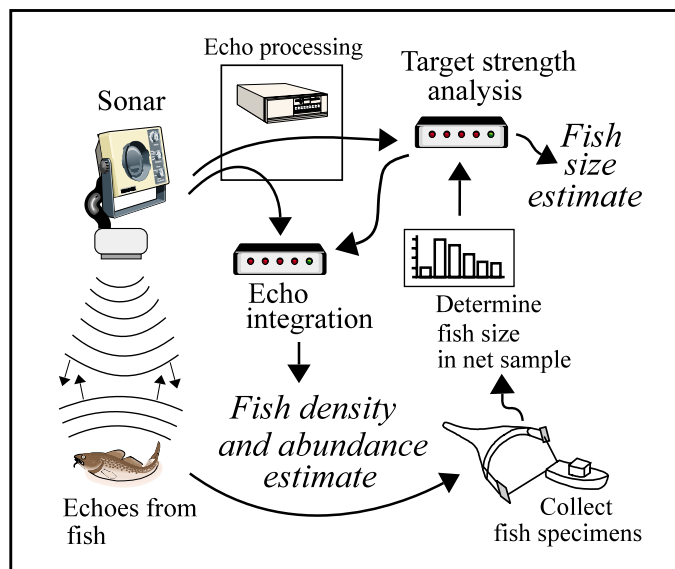 Echo processing
Sonar
Target strength
analysis
Fish
size
estimate
Echo
integration
Determine
fish size
in net sample
Fish density
and abundance
estimate
Echoes from
fish
Collect
fish specimens